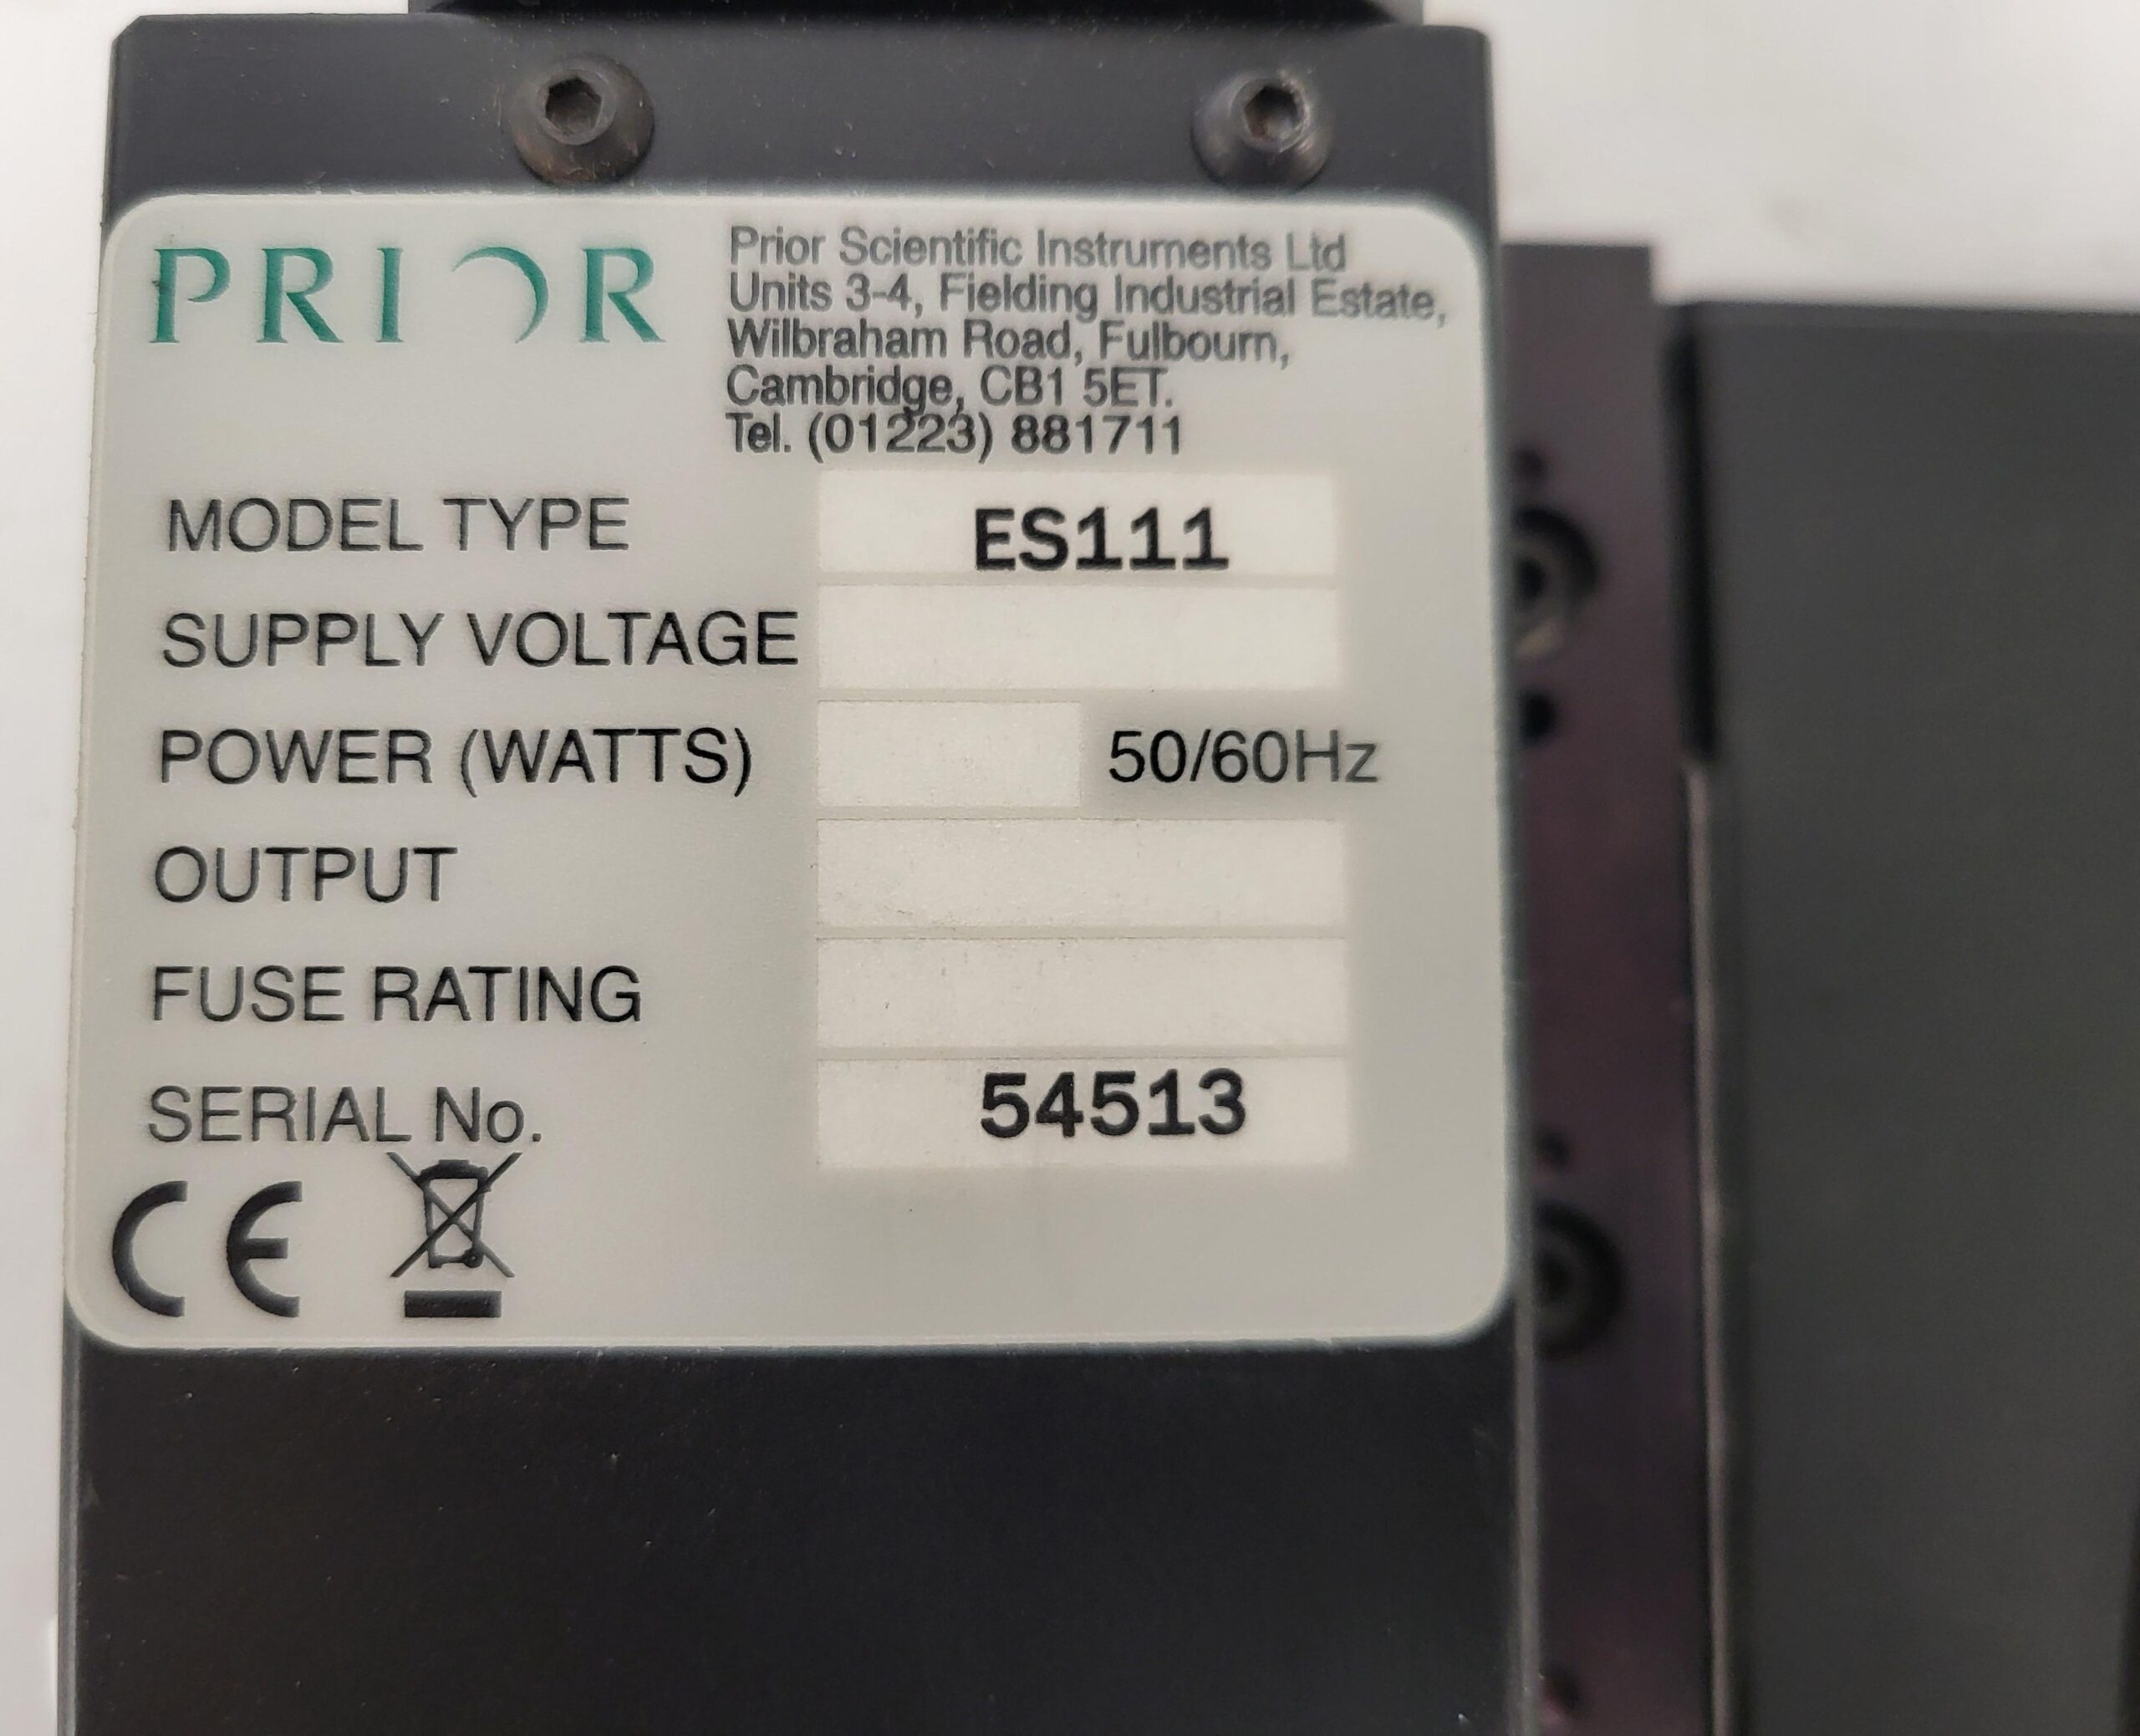 PRIOR
Prior Scientific Instruments Ltd
Units 3-4, Fielding Industrial Estate,
Wilbraham Road, Fulbourn,
Cambridge, CB1 5ET.
Tel. (01223) 881711
MODEL TYPE ES111
SUPPLY VOLTAGE
POWER (WATTS) 50/60Hz
OUTPUT
FUSE RATING
SERIAL No. 54513
CE